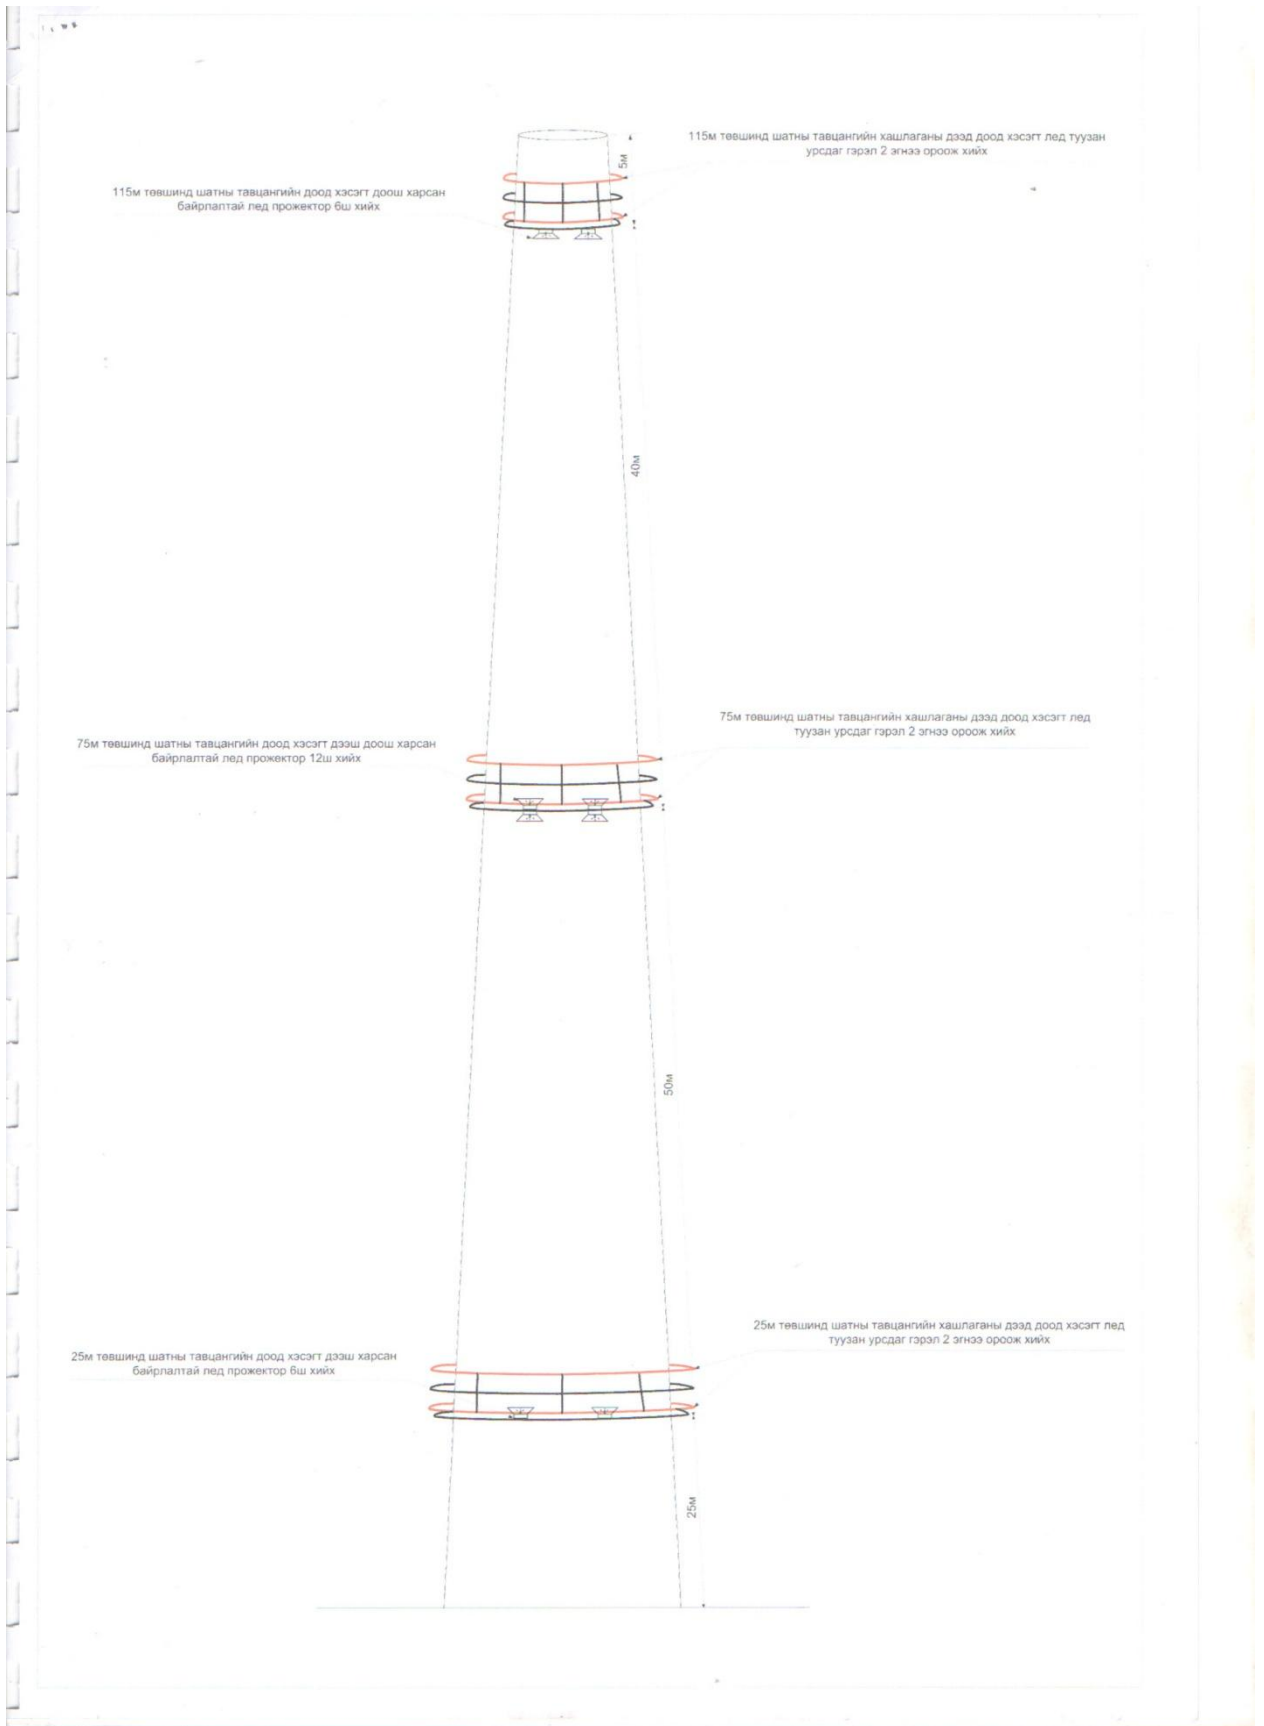 115м төвшинд шатны тавцангийн хашлаганы дээд доод хэсэгт лед туузан
урсдаг гэрэл 2 эгнээ ороож хийх
5м
115м төвшинд шатны тавцангийн доод хэсэгт доош харсан
байрлалтай лед прожектор 6ш хийх
40м
75м төвшинд шатны тавцангийн хашлаганы дээд доод хэсэгт лед
туузан урсдаг гэрэл 2 эгнээ ороож хийх
75м төвшинд шатны тавцангийн доод хэсэгт дээш доош харсан
байрлалтай лед прожектор 12ш хийх
50м
25м төвшинд шатны тавцангийн хашлаганы дээд доод хэсэгт лед
туузан урсдаг гэрэл 2 эгнээ ороож хийх
25м төвшинд шатны тавцангийн доод хэсэгт дээш харсан
байрлалтай лед прожектор 6ш хийх
25м